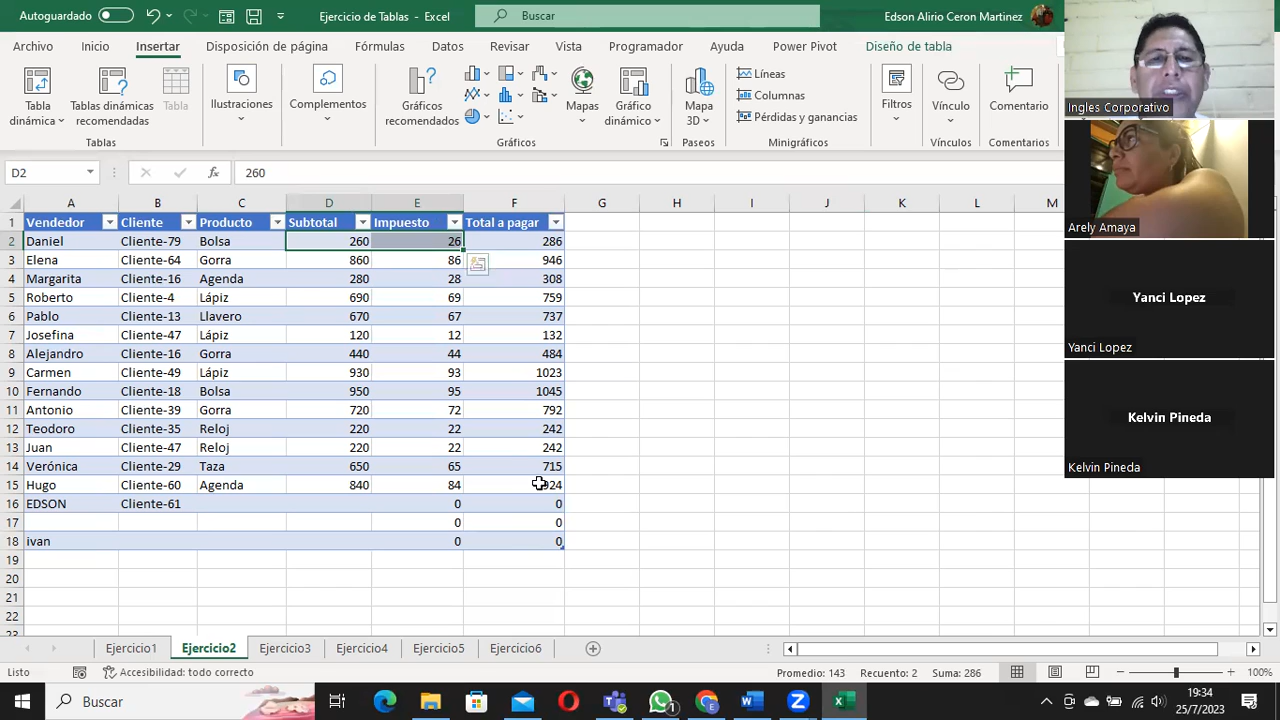 Autoguardado
Ejercicio de Tablas - Excel
Buscar
Edson Alirio Ceron Martinez
Archivo Inicio Insertar Disposición de página Fórmulas Datos Revisar Vista Programador Ayuda Power Pivot Diseño de tabla
Tabla dinámica
Tablas dinámicas recomendadas
Tabla
Ilustraciones
Complementos
Gráficos recomendados
Mapas
Gráfico dinámico
Mapa 3D
Líneas
Columnas
Pérdidas y ganancias
Filtros
Vínculo
Comentario
Tablas Gráficos Paseos Minigráficos Vínculos Comentarios
D2 fx 260
A B C D E F G H I J K L M
1 Vendedor Cliente Producto Subtotal Impuesto Total a pagar
2 Daniel Cliente-79 Bolsa 260 26 286
3 Elena Cliente-64 Gorra 860 86 946
4 Margarita Cliente-16 Agenda 280 28 308
5 Roberto Cliente-4 Lápiz 690 69 759
6 Pablo Cliente-13 Llavero 670 67 737
7 Josefina Cliente-47 Lápiz 120 12 132
8 Alejandro Cliente-16 Gorra 440 44 484
9 Carmen Cliente-49 Lápiz 930 93 1023
10 Fernando Cliente-18 Bolsa 950 95 1045
11 Antonio Cliente-39 Gorra 720 72 792
12 Teodoro Cliente-35 Reloj 220 22 242
13 Juan Cliente-47 Reloj 220 22 242
14 Verónica Cliente-29 Taza 650 65 715
15 Hugo Cliente-60 Agenda 840 84 924
16 EDSON Cliente-61 0 0
17 0 0
18 ivan 0 0
19
20
21
22
23
Ejercicio1 Ejercicio2 Ejercicio3 Ejercicio4 Ejercicio5 Ejercicio6
Listo Accesibilidad: todo correcto Promedio: 143 Recuento: 2 Suma: 286 100%
Buscar
19:34
25/7/2023
Ingles Corporativo
Arely Amaya
Yanci Lopez
Yanci Lopez
Kelvin Pineda
Kelvin Pineda